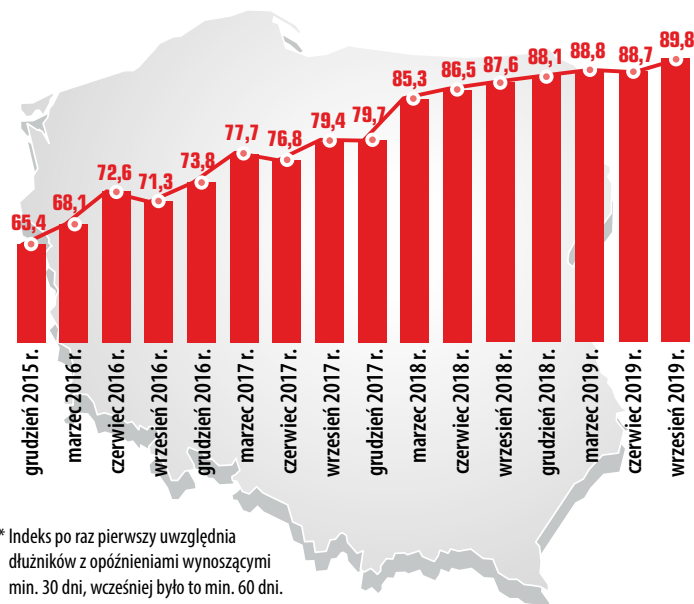 65,4
68,1
72,6
71,3
73,8
77,7
76,8
79,4
79,7
85,3
86,5
87,6
88,1
88,8
88,7
89,8
grudzień 2015 r.
marzec 2016 r.
czerwiec 2016 r.
wrzesień 2016 r.
grudzień 2016 r.
marzec 2017 r.
czerwiec 2017 r.
wrzesień 2017 r.
grudzień 2017 r.
marzec 2018 r.
czerwiec 2018 r.
wrzesień 2018 r.
grudzień 2018 r.
marzec 2019 r.
czerwiec 2019 r.
wrzesień 2019 r.
* Indeks po raz pierwszy uwzględnia
dłużników z opóźnieniami wynoszącymi
min. 30 dni, wcześniej było to min. 60 dni.